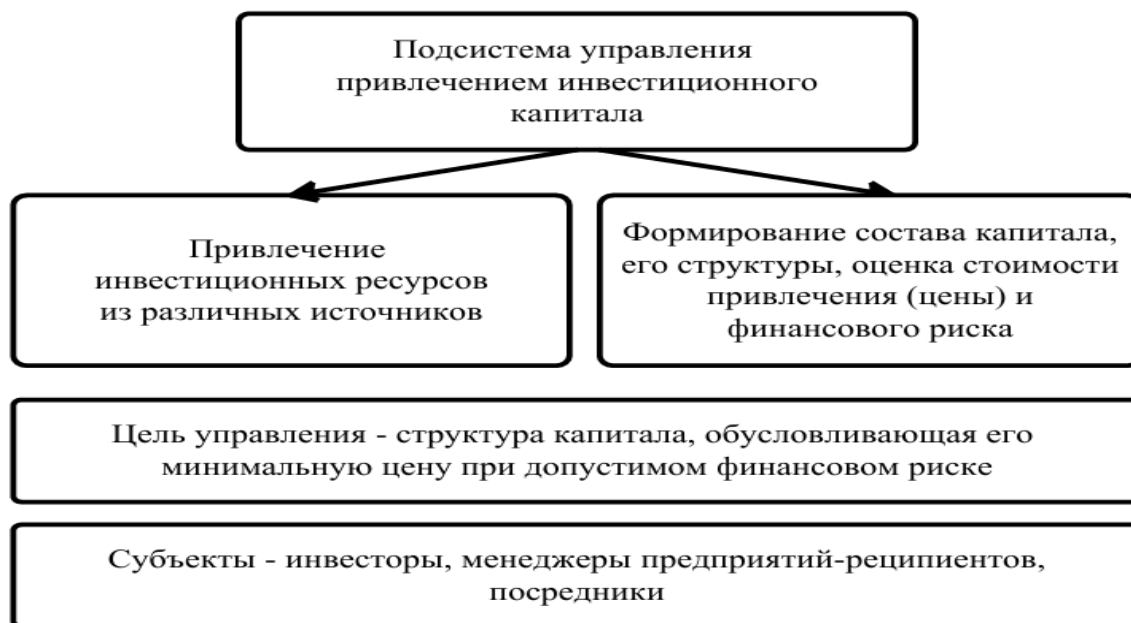 Подсистема управления
привлечением инвестиционного
капитала
Привлечение
инвестиционных ресурсов
из различных источников
Формирование состава капитала,
его структуры, оценка стоимости
привлечения (цены) и
финансового риска
Цель управления - структура капитала, обусловливающая его
минимальную цену при допустимом финансовом риске
Субъекты - инвесторы, менеджеры предприятий-реципиентов,
посредники